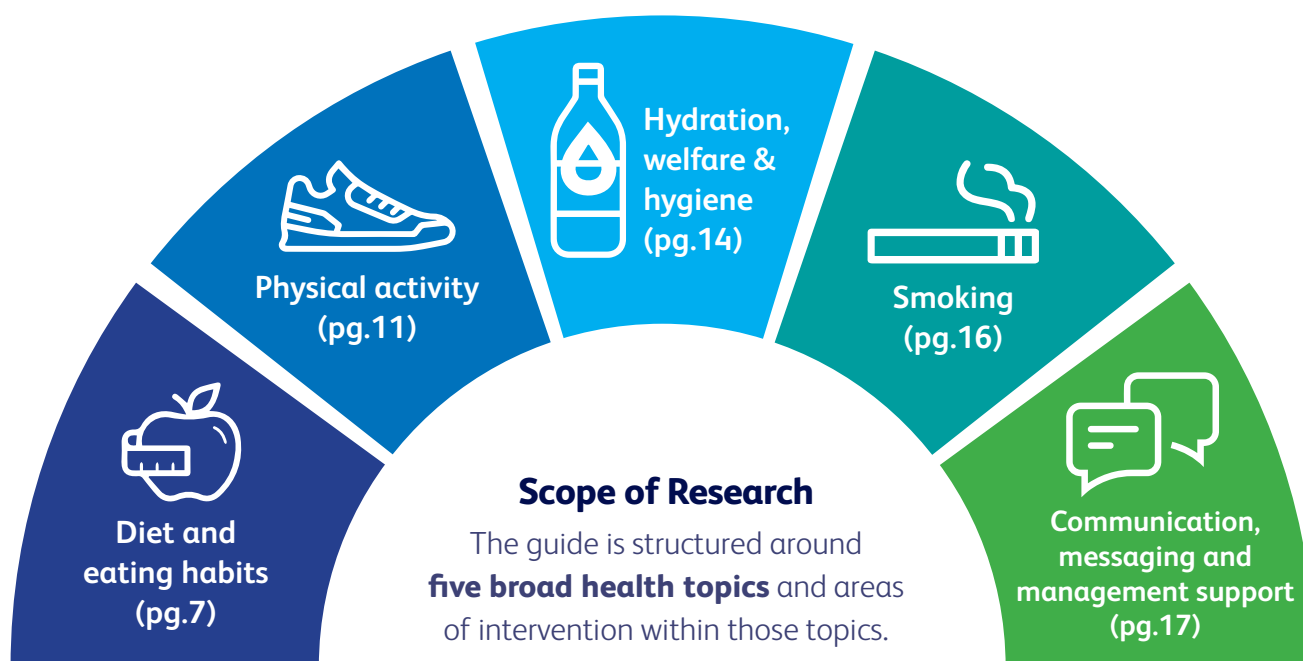 Diet and
eating habits
(pg.7)
Physical activity
(pg.11)
Hydration,
welfare &
hygiene
(pg.14)
Smoking
(pg.16)
Communication,
messaging and
management support
(pg.17)
Scope of Research
The guide is structured around
five broad health topics and areas
of intervention within those topics.